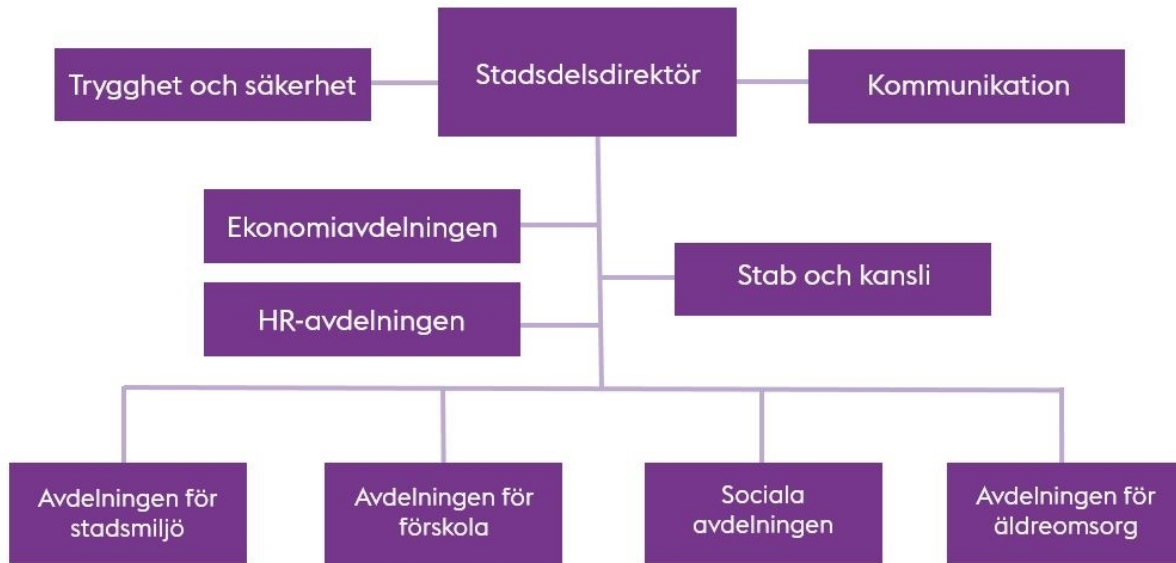 Stadsdelsdirektör
Trygghet och säkerhet
Kommunikation
Ekonomiavdelningen
Stab och kansli
HR-avdelningen
Avdelningen för
stadsmiljö
Avdelningen för
förskola
Sociala
avdelningen
Avdelningen för
äldreomsorg